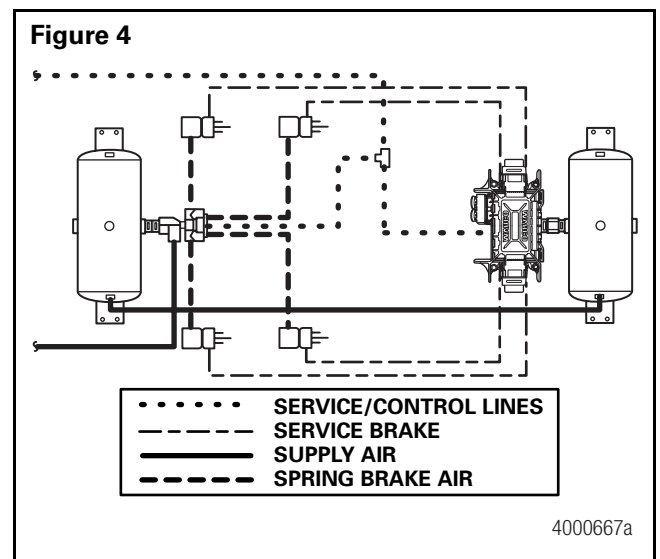 Figure 4
SERVICE/CONTROL LINES
SERVICE BRAKE
SUPPLY AIR
SPRING BRAKE AIR
4000667a